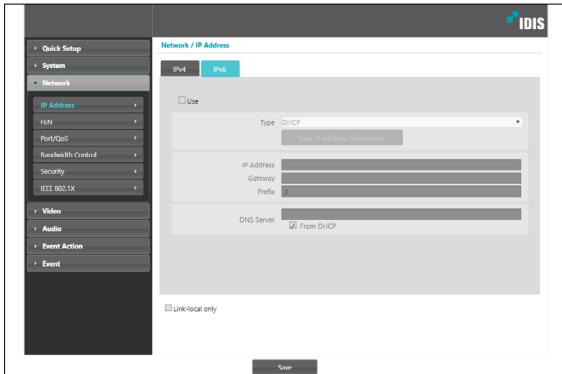 IDIS
Quick Setup
System
Network
IP Address
FEN
Port/QoS
Bandwidth Control
Security
IEEE 802.1X
Video
Audio
Event Action
Event
Network / IP Address
IPv4 IPv6
Use
Type DHCP
View IP Address Information
IP Address
Gateway
Prefix 0
DNS Server
From DHCP
Link-local only
Save